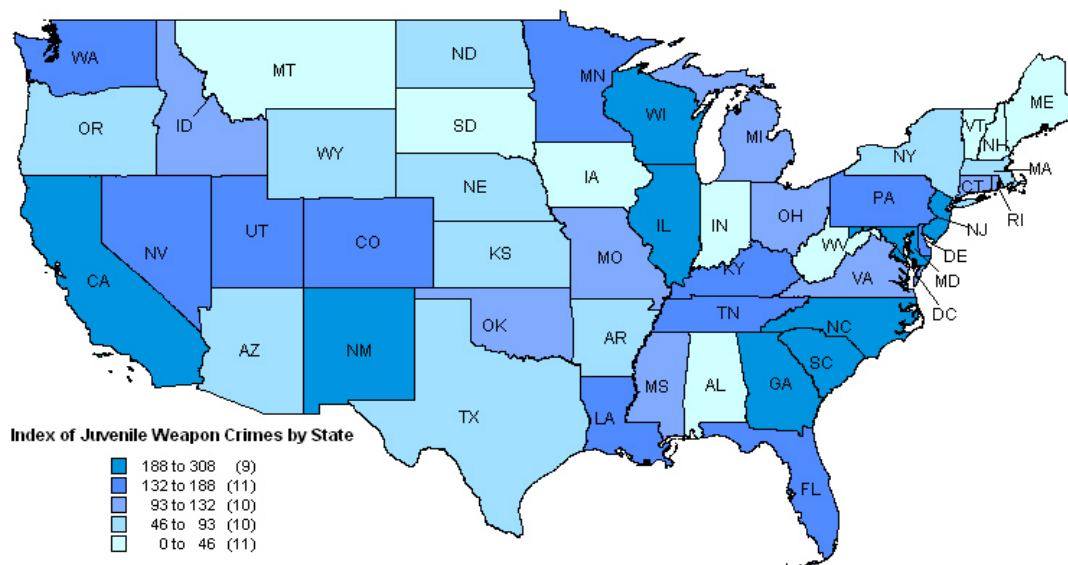 WA
MT
ND
MN
ME
OR
ID
SD
WI
MI
VT
NH
WY
NY
MA
IA
NE
CT
RI
PA
NV
UT
CO
IL
IN
OH
NJ
KS
MO
WV
DE
CA
KY
VA
MD
DC
OK
TN
NC
AZ
NM
AR
SC
MS
AL
GA
TX
LA
FL
Index of Juvenile Weapon Crimes by State
188 to 308 (9)
132 to 188 (11)
93 to 132 (10)
46 to 93 (10)
0 to 46 (11)